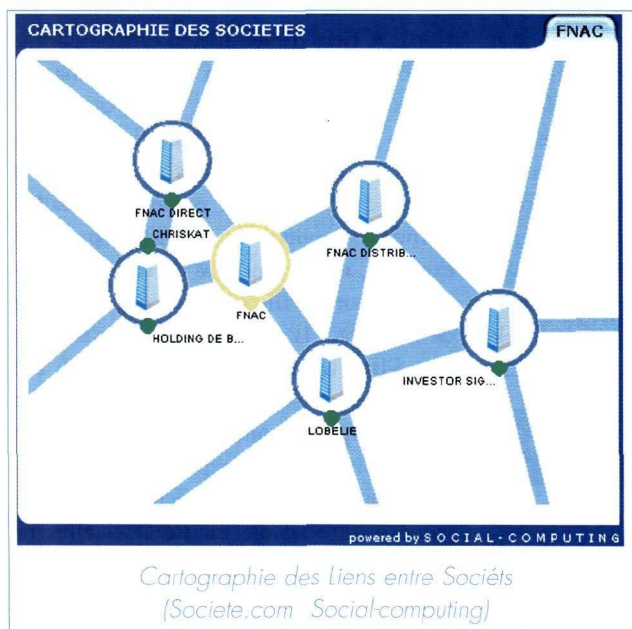 CARTOGRAPHIE DES SOCIETES
FNAC
FNAC DIRECT
CHRISKAT
FNAC DISTRIB...
FNAC
HOLDING DE B...
INVESTOR SIG...
LOBELIE
powered by SOCIAL-COMPUTING
Cartographie des Liens entre Sociéts
(Societe.com Social-computing)